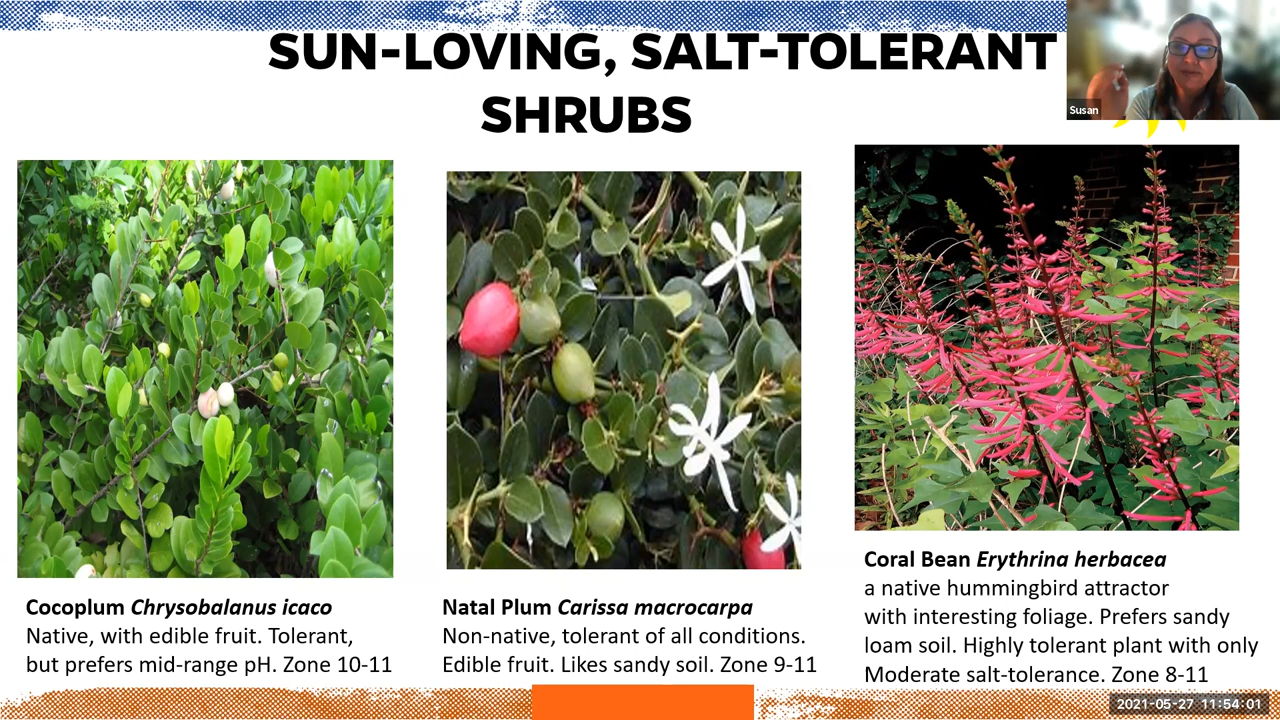 SUN-LOVING, SALT-TOLERANT
SHRUBS
Susan
Cocoplum Chrysobalanus icaco
Native, with edible fruit. Tolerant,
but prefers mid-range pH. Zone 10-11
Natal Plum Carissa macrocarpa
Non-native, tolerant of all conditions.
Edible fruit. Likes sandy soil. Zone 9-11
Coral Bean Erythrina herbacea
a native hummingbird attractor
with interesting foliage. Prefers sandy
loam soil. Highly tolerant plant with only
Moderate salt-tolerance. Zone 8-11
2021-05-27 11:54:01